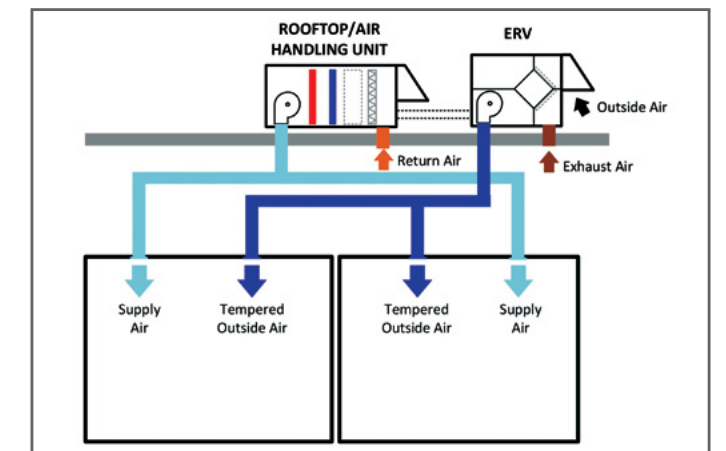 ROOFTOP/AIR
HANDLING UNIT
ERV
Outside Air
Return Air
Exhaust Air
Supply
Air
Tempered
Outside Air
Tempered
Outside Air
Supply
Air